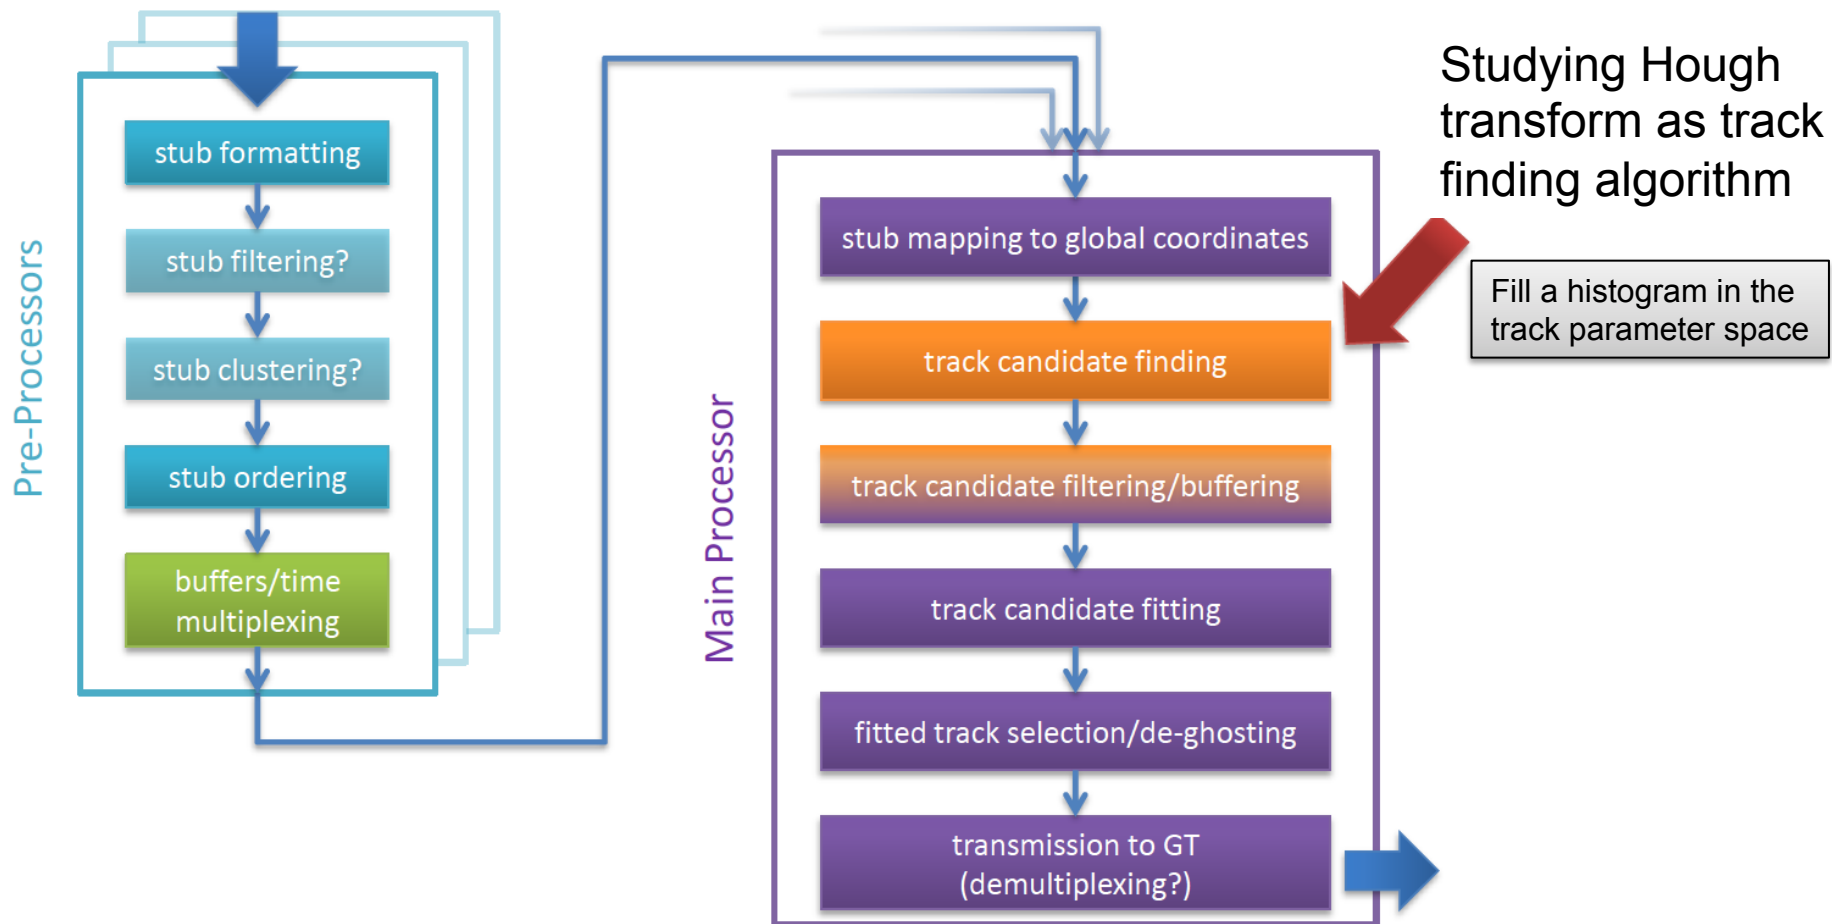 Pre-Processors
stub formatting
stub filtering?
stub clustering?
stub ordering
buffers/time
multiplexing
Main Processor
stub mapping to global coordinates
track candidate finding
track candidate filtering/buffering
track candidate fitting
fitted track selection/de-ghosting
transmission to GT
(demultiplexing?)
Studying Hough
transform as track
finding algorithm
Fill a histogram in the
track parameter space